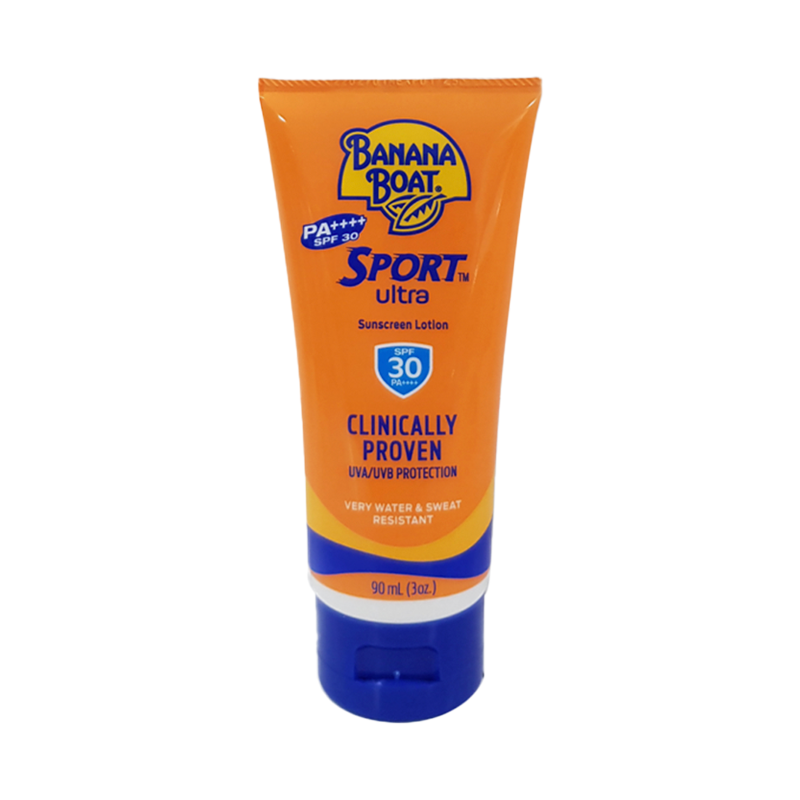 BANANA
BOAT®
PA++++
SPF 30
SPORT™
ultra
Sunscreen Lotion
SPF
30
PA++++
CLINICALLY
PROVEN
UVA/UVB PROTECTION
VERY WATER & SWEAT
RESISTANT
90 mL (3oz.)